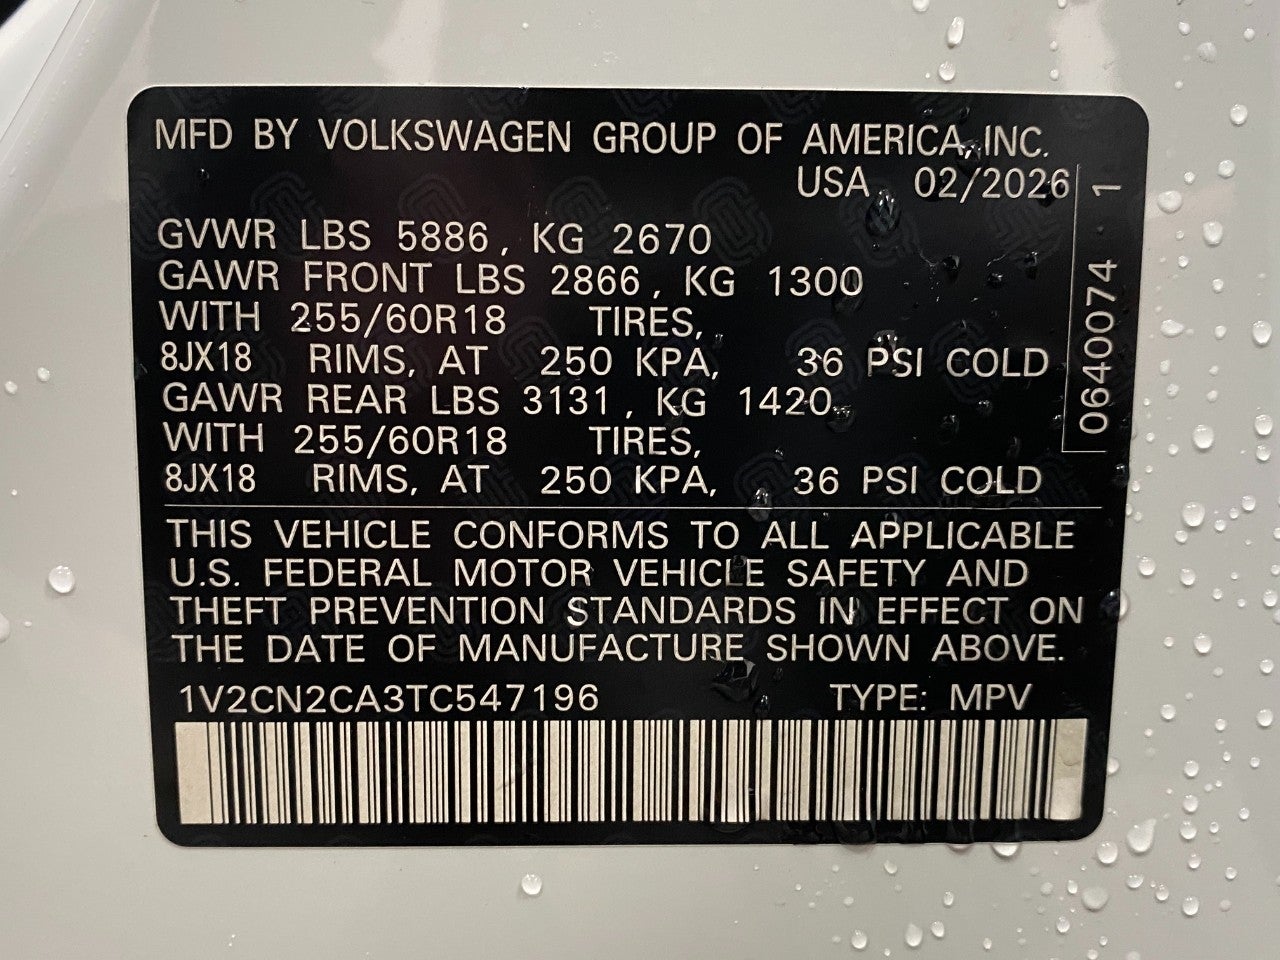 MFD BY VOLKSWAGEN GROUP OF AMERICA, INC.
USA, 02/2026
GVWR LBS 5886, KG 2670
GAWR FRONT LBS 2866, KG 1300
WITH 255/60R18 TIRES,
8JX18 RIMS, AT 250 KPA, 36 PSI COLD
GAWR REAR LBS 3131, KG 1420,
WITH 255/60R18 TIRES,
8JX18 RIMS, AT 250 KPA, 36 PSI COLD
THIS VEHICLE CONFORMS TO ALL APPLICABLE
U.S. FEDERAL MOTOR VEHICLE SAFETY AND
THEFT PREVENTION STANDARDS IN EFFECT ON
THE DATE OF MANUFACTURE SHOWN ABOVE.
1V2CN2CA3TC547196 TYPE: MPV
06400074 1